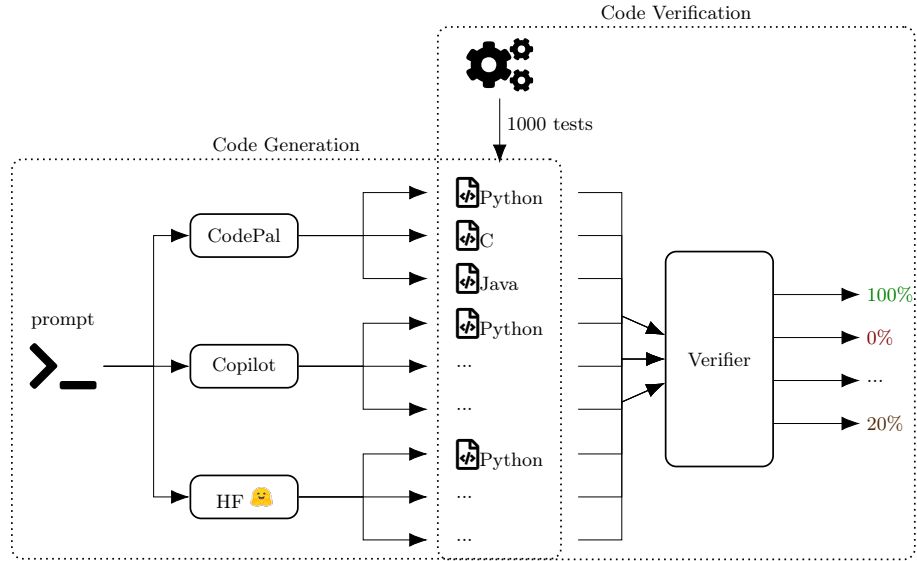 Code Verification
1000 tests
Code Generation
prompt
CodePal
Copilot
HF 🤗
Python
C
Java
Python
...
...
Python
...
...
Verifier
100%
0%
...
20%